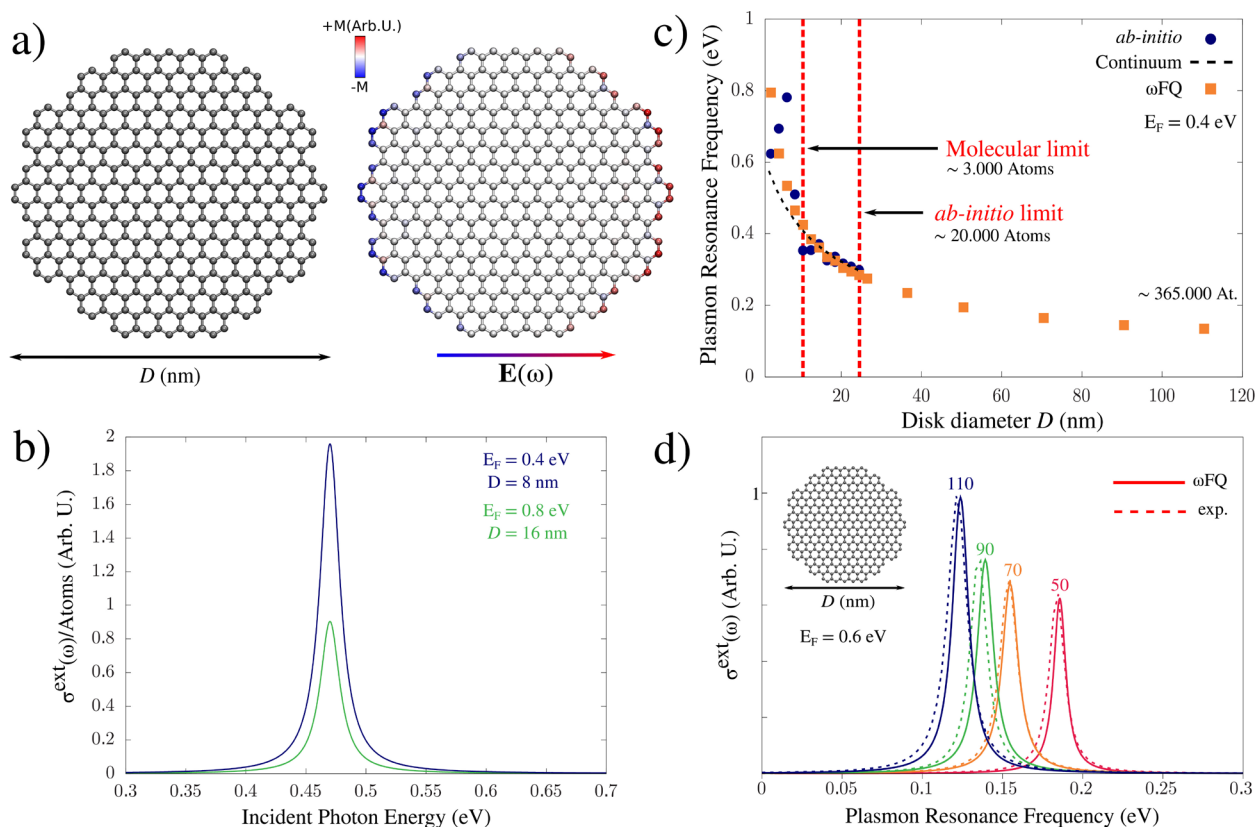 a)
+M(Arb.U.)
-M
D (nm)
E(ω)
b)
σext(ω)/Atoms (Arb. U.)
2
1.8
1.6
1.4
1.2
1
0.8
0.6
0.4
0.2
0
EF = 0.4 eV
D = 8 nm
EF = 0.8 eV
D = 16 nm
0.3 0.35 0.4 0.45 0.5 0.55 0.6 0.65 0.7
Incident Photon Energy (eV)
c)
Plasmon Resonance Frequency (eV)
1
0.8
0.6
0.4
0.2
0
ab-initio
Continuum
ωFQ
EF = 0.4 eV
Molecular limit
~ 3.000 Atoms
ab-initio limit
~ 20.000 Atoms
~ 365.000 At.
20 40 60 80 100 120
Disk diameter D (nm)
d)
σext(ω) (Arb. U.)
1
D (nm)
EF = 0.6 eV
110
90
70
50
ωFQ
exp.
0 0.05 0.1 0.15 0.2 0.25 0.3
Plasmon Resonance Frequency (eV)